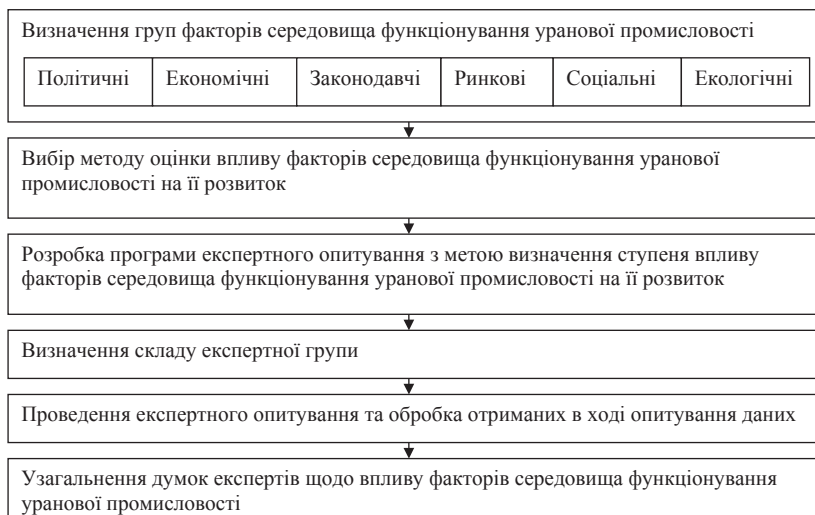 Визначення груп факторів середовища функціонування уранової промисловості
Політичні Економічні Законодавчі Ринкові Соціальні Екологічні
Вибір методу оцінки впливу факторів середовища функціонування уранової
промисловості на її розвиток
Розробка програми експертного опитування з метою визначення ступеня впливу
факторів середовища функціонування уранової промисловості на її розвиток
Визначення складу експертної групи
Проведення експертного опитування та обробка отриманих в ході опитування даних
Узагальнення думок експертів щодо впливу факторів середовища функціонування
уранової промисловості